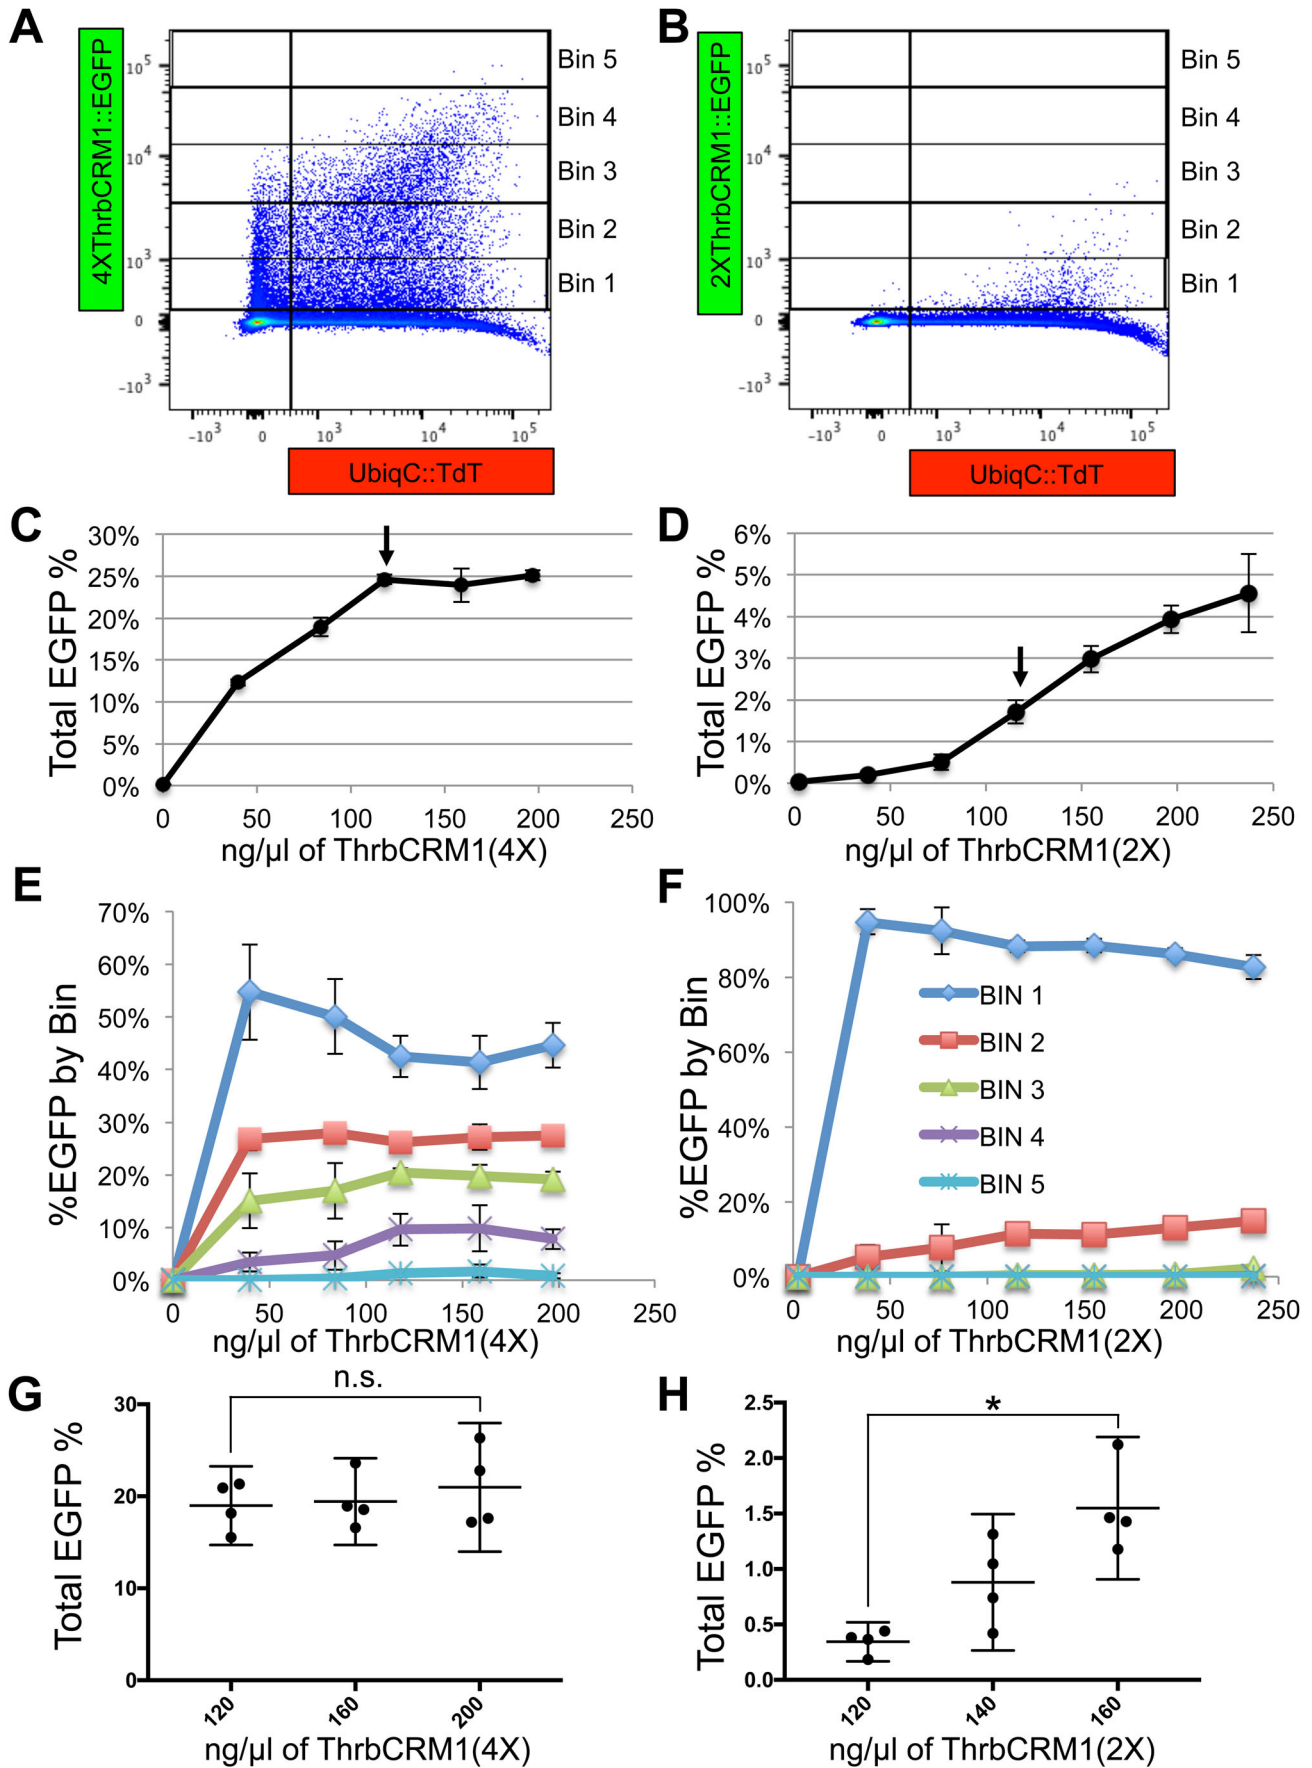 A
4XThrbCRM1::EGFP
10^5
10^4
10^3
0
-10^3
Bin 5
Bin 4
Bin 3
Bin 2
Bin 1
-10^3 0 10^3 10^4 10^5
UbiqC::TdT
B
2XThrbCRM1::EGFP
10^5
10^4
10^3
0
-10^3
Bin 5
Bin 4
Bin 3
Bin 2
Bin 1
-10^3 0 10^3 10^4 10^5
UbiqC::TdT
C
Total EGFP %
30%
25%
20%
15%
10%
5%
0%
0 50 100 150 200 250
ng/µl of ThrbCRM1(4X)
D
Total EGFP %
6%
5%
4%
3%
2%
1%
0%
0 50 100 150 200 250
ng/µl of ThrbCRM1(2X)
E
%EGFP by Bin
70%
60%
50%
40%
30%
20%
10%
0%
0 50 100 150 200 250
ng/µl of ThrbCRM1(4X)
F
%EGFP by Bin
100%
80%
60%
40%
20%
0%
BIN 1
BIN 2
BIN 3
BIN 4
BIN 5
0 50 100 150 200 250
ng/µl of ThrbCRM1(2X)
G
n.s.
Total EGFP %
30
20
10
0
120 160 200
ng/µl of ThrbCRM1(4X)
H
*
Total EGFP %
2.5
2.0
1.5
1.0
0.5
0.0
120 140 160
ng/µl of ThrbCRM1(2X)